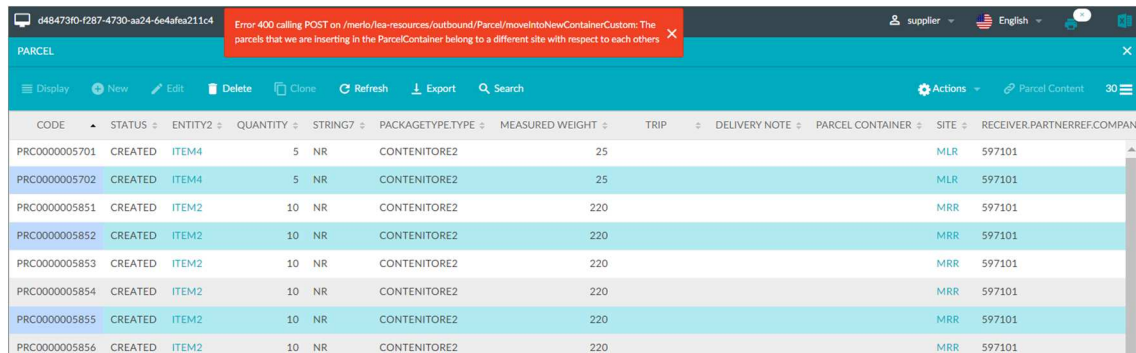 d48473f0-f287-4730-aa24-6e4afea211c4
Error 400 calling POST on /merlo/lea-resources/outbound/Parcel/moveIntoNewContainerCustom: The
parcels that we are inserting in the ParcelContainer belong to a different site with respect to each others
supplier English
PARCEL
Display New Edit Delete Clone Refresh Export Search Actions Parcel Content 30
CODE STATUS ENTITY2 QUANTITY STRING7 PACKAGETYPE.TYPE MEASURED WEIGHT TRIP DELIVERY NOTE PARCEL CONTAINER SITE RECEIVER.PARTNERREF.COMPAN
PRC0000005701 CREATED ITEM4 5 NR CONTENITORE2 25 MLR 597101
PRC0000005702 CREATED ITEM4 5 NR CONTENITORE2 25 MLR 597101
PRC0000005851 CREATED ITEM2 10 NR CONTENITORE2 220 MRR 597101
PRC0000005852 CREATED ITEM2 10 NR CONTENITORE2 220 MRR 597101
PRC0000005853 CREATED ITEM2 10 NR CONTENITORE2 220 MRR 597101
PRC0000005854 CREATED ITEM2 10 NR CONTENITORE2 220 MRR 597101
PRC0000005855 CREATED ITEM2 10 NR CONTENITORE2 220 MRR 597101
PRC0000005856 CREATED ITEM2 10 NR CONTENITORE2 220 MRR 597101